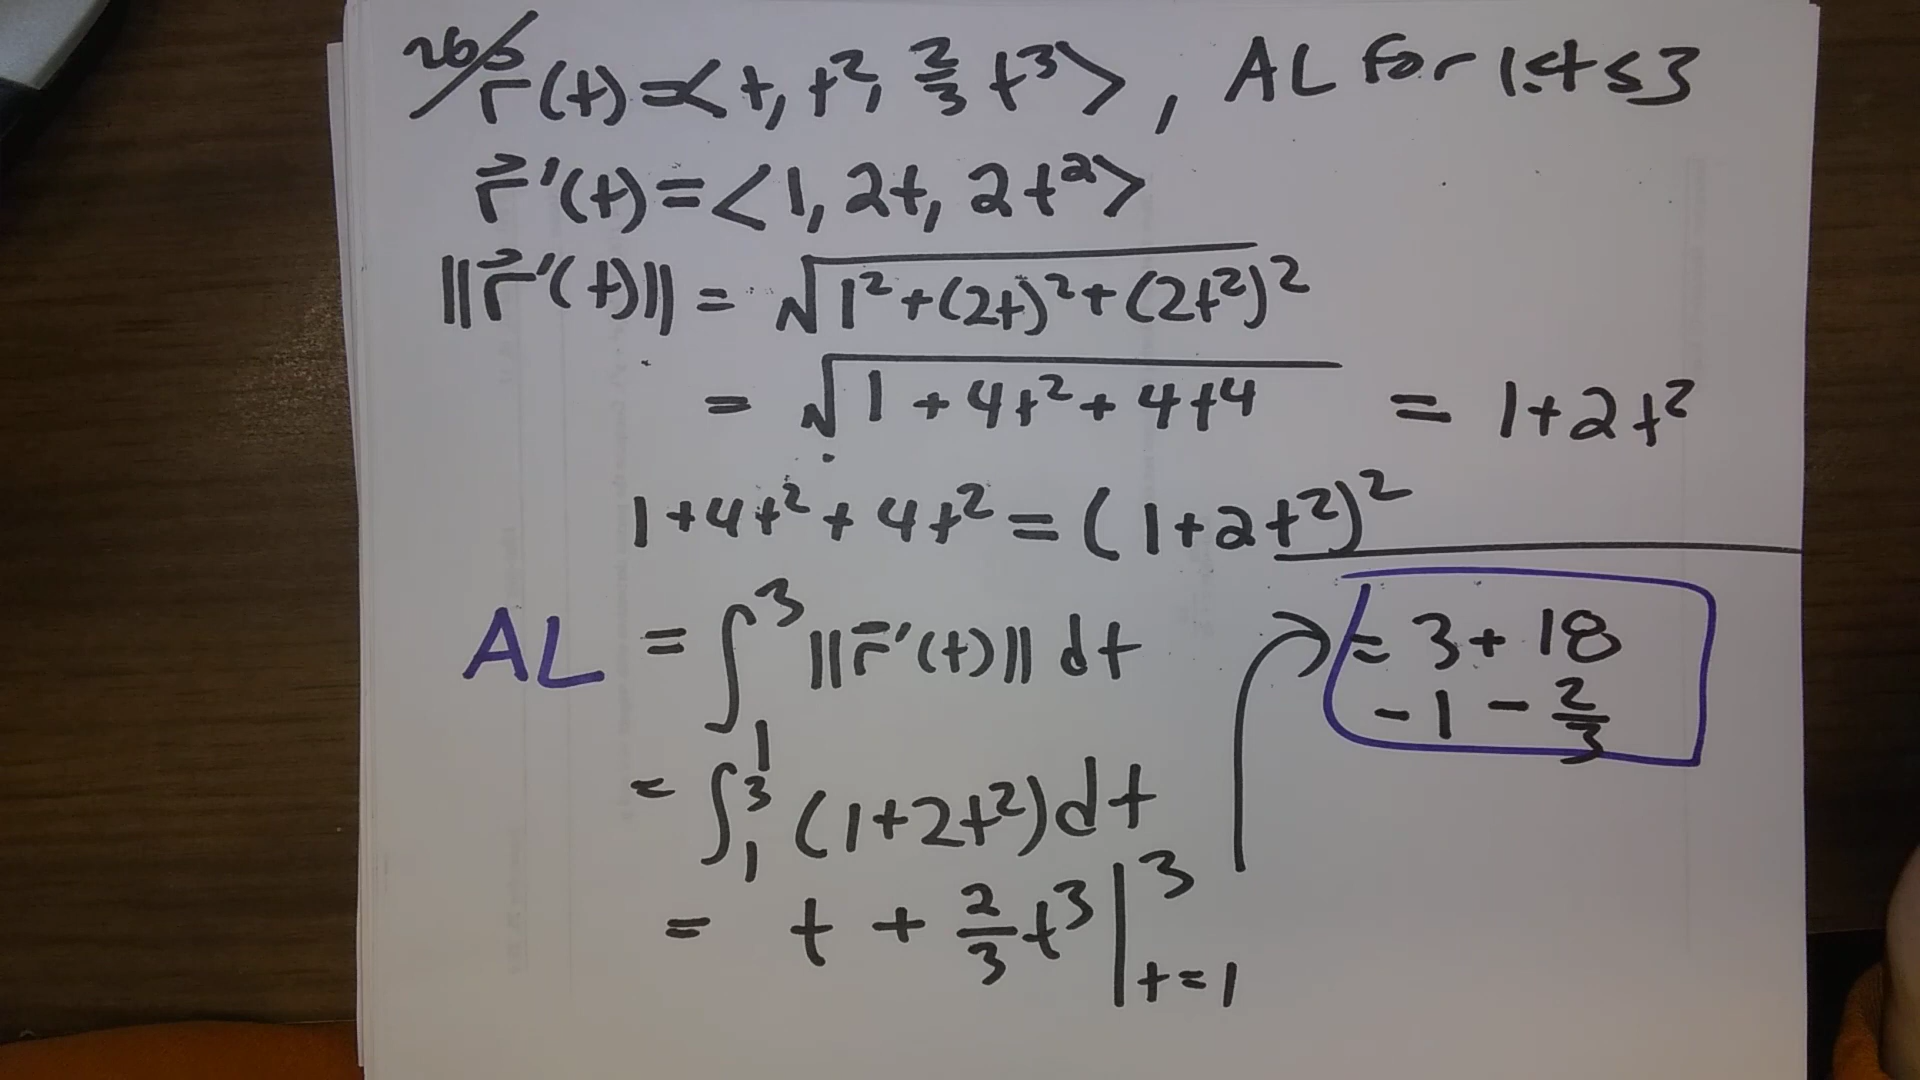 26/ r⃗(t) = <t, t², 2/3 t³>, AL for 1≤t≤3
r⃗'(t) = <1, 2t, 2t²>
||r⃗'(t)|| = √(1² + (2t)² + (2t²)²)
= √(1 + 4t² + 4t⁴) = 1+2t²
1+4t² + 4t² = (1+2t²)²
AL = ∫₁³ ||r⃗'(t)|| dt
= ∫₁³ (1+2t²)dt
= t + 2/3 t³ |³ₜ₌₁
= 3 + 18
- 1 - 2/3